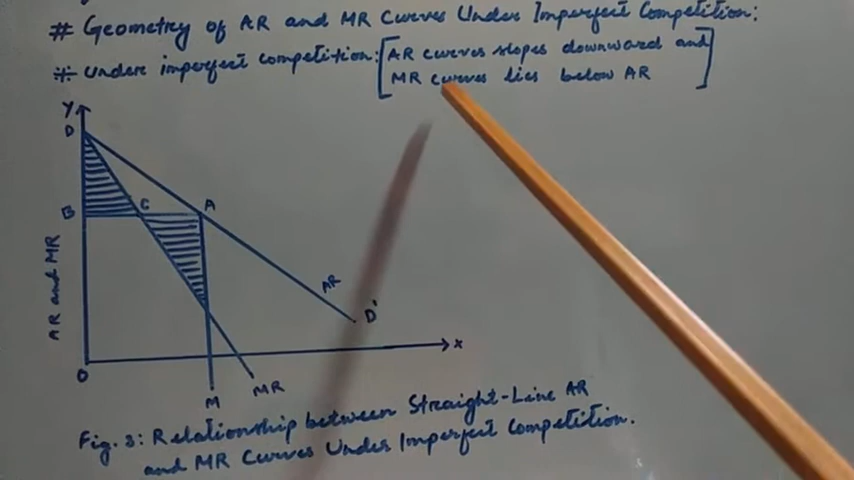 # Geometry of AR and MR Curves Under Imperfect Competition:
* Under imperfect competition: [AR curves slopes downward and
MR curves lies below AR]
Y
D
B
C
A
AR and MR
AR
D'
X
O
M
MR
Fig. 3: Relationship between Straight-Line AR
and MR Curves Under Imperfect Competition.